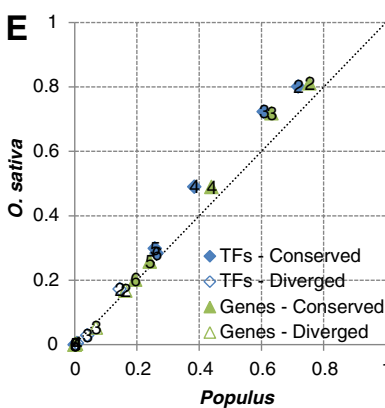 E
1
0.8
0.6
0.4
0.2
0
O. sativa
2 2
3 3
4 4
5
5
6
2 2
3 3
TFs - Conserved
TFs - Diverged
Genes - Conserved
Genes - Diverged
0 0.2 0.4 0.6 0.8
Populus